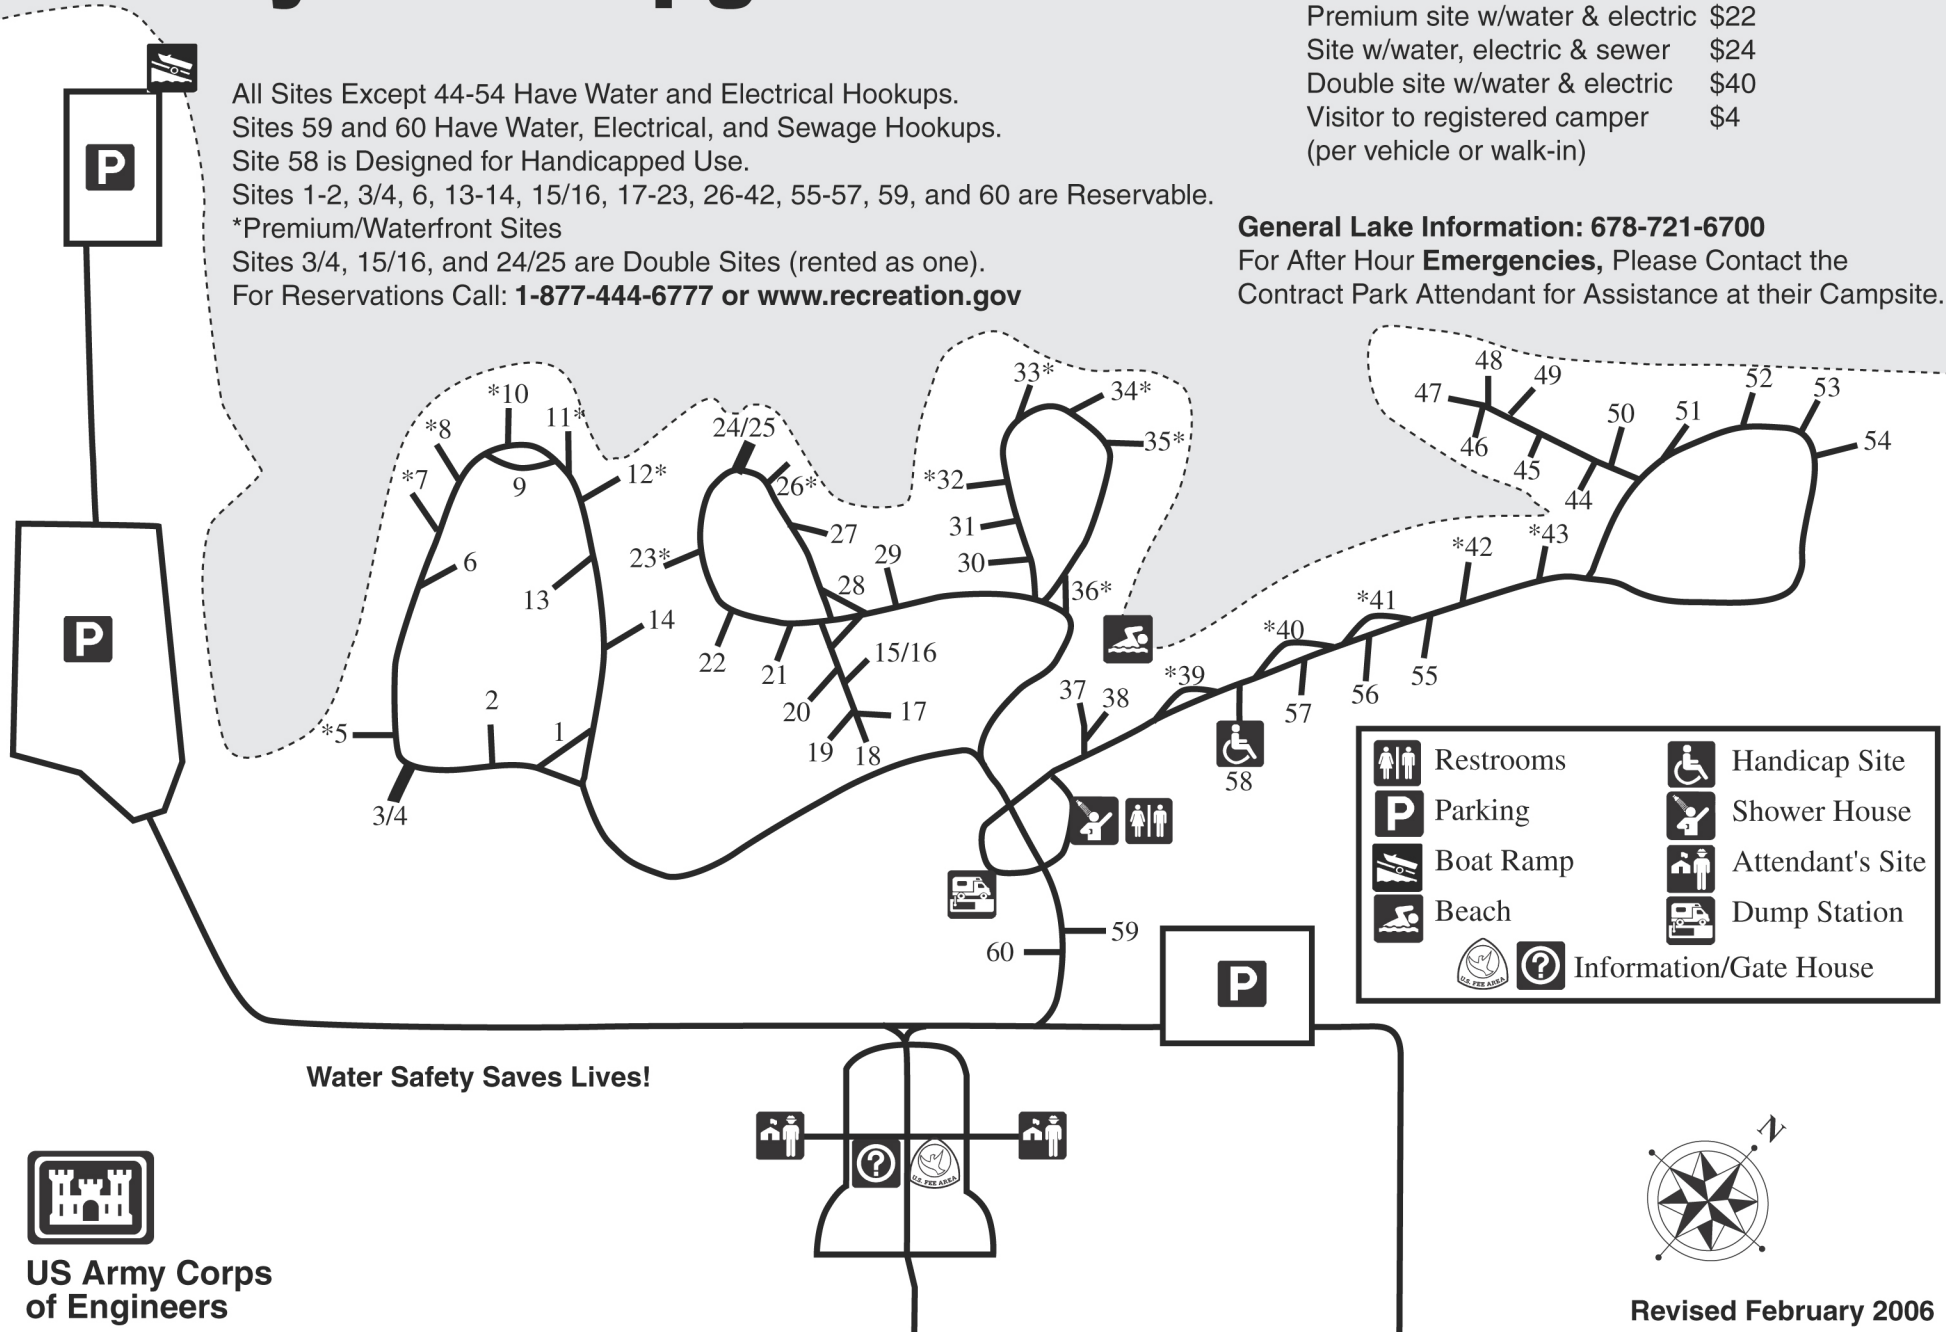 Premium site w/water & electric $22
Site w/water, electric & sewer $24
Double site w/water & electric $40
Visitor to registered camper $4
(per vehicle or walk-in)
All Sites Except 44-54 Have Water and Electrical Hookups.
Sites 59 and 60 Have Water, Electrical, and Sewage Hookups.
Site 58 is Designed for Handicapped Use.
Sites 1-2, 3/4, 6, 13-14, 15/16, 17-23, 26-42, 55-57, 59, and 60 are Reservable.
*Premium/Waterfront Sites
Sites 3/4, 15/16, and 24/25 are Double Sites (rented as one).
For Reservations Call: 1-877-444-6777 or www.recreation.gov
General Lake Information: 678-721-6700
For After Hour Emergencies, Please Contact the
Contract Park Attendant for Assistance at their Campsite.
P
P
*10
11*
*8
*7
9
12*
6
13
14
2
1
*5
3/4
24/25
26*
27
23*
28
29
22
21
15/16
20
17
19
18
33*
34*
35*
*32
31
30
36*
37
38
*39
*40
*41
*42
*43
58
57
56
55
48
49
47
46
45
44
50
51
52
53
54
59
60
P
Restrooms
Handicap Site
P
Parking
Shower House
Boat Ramp
Attendant's Site
Beach
Dump Station
U.S. FEE AREA
?
Information/Gate House
Water Safety Saves Lives!
?
U.S. FEE AREA
N
US Army Corps
of Engineers
Revised February 2006